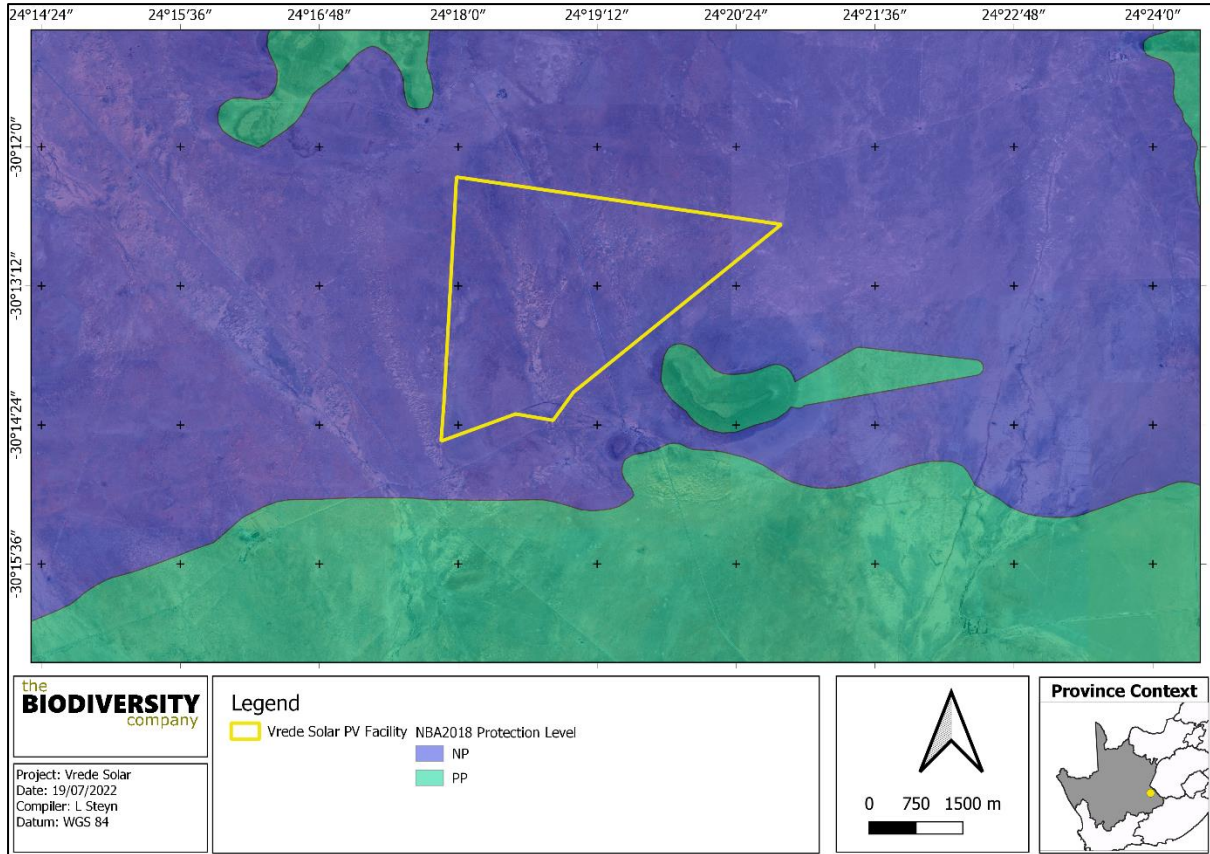 24°14′24″ 24°15′36″ 24°16′48″ 24°18′0″ 24°19′12″ 24°20′24″ 24°21′36″ 24°22′48″ 24°24′0″
-30°12′0″
-30°13′12″
-30°14′24″
-30°15′36″
the
BIODIVERSITY
company
Project: Vrede Solar
Date: 19/07/2022
Compiler: L Steyn
Datum: WGS 84
Legend
Vrede Solar PV Facility NBA2018 Protection Level
NP
PP
0 750 1500 m
Province Context